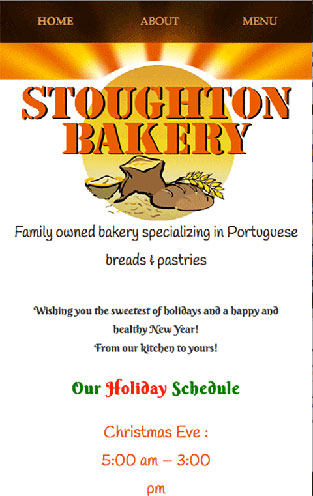 HOME ABOUT MENU
STOUGHTON
BAKERY
Family owned bakery specializing in Portuguese
breads & pastries
Wishing you the sweetest of holidays and a happy and
healthy New Year!
From our kitchen to yours!
Our Holiday Schedule
Christmas Eve :
5:00 am – 3:00
pm